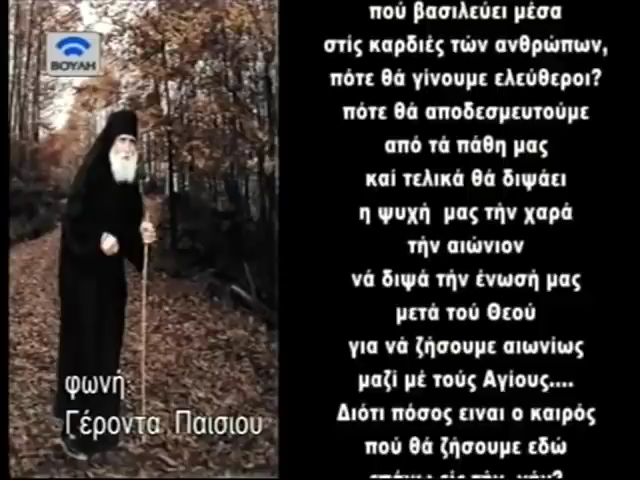 ΒΟΥΛΗ
φωνή
Γέροντα Παισιου
πού βασιλεύει μέσα
στίς καρδιές τών ανθρώπων,
πότε θά γίνουμε ελεύθεροι?
πότε θά αποδεσμευτούμε
από τά πάθη μας
καί τελικά θά διψάει
η ψυχή μας τήν χαρά
τήν αιώνιον
νά διψά τήν ένωσή μας
μετά τού Θεού
για νά ζήσουμε αιωνίως
μαζί μέ τούς Αγίους....
Διότι πόσος ειναι ο καιρός
πού θά ζήσουμε εδώ